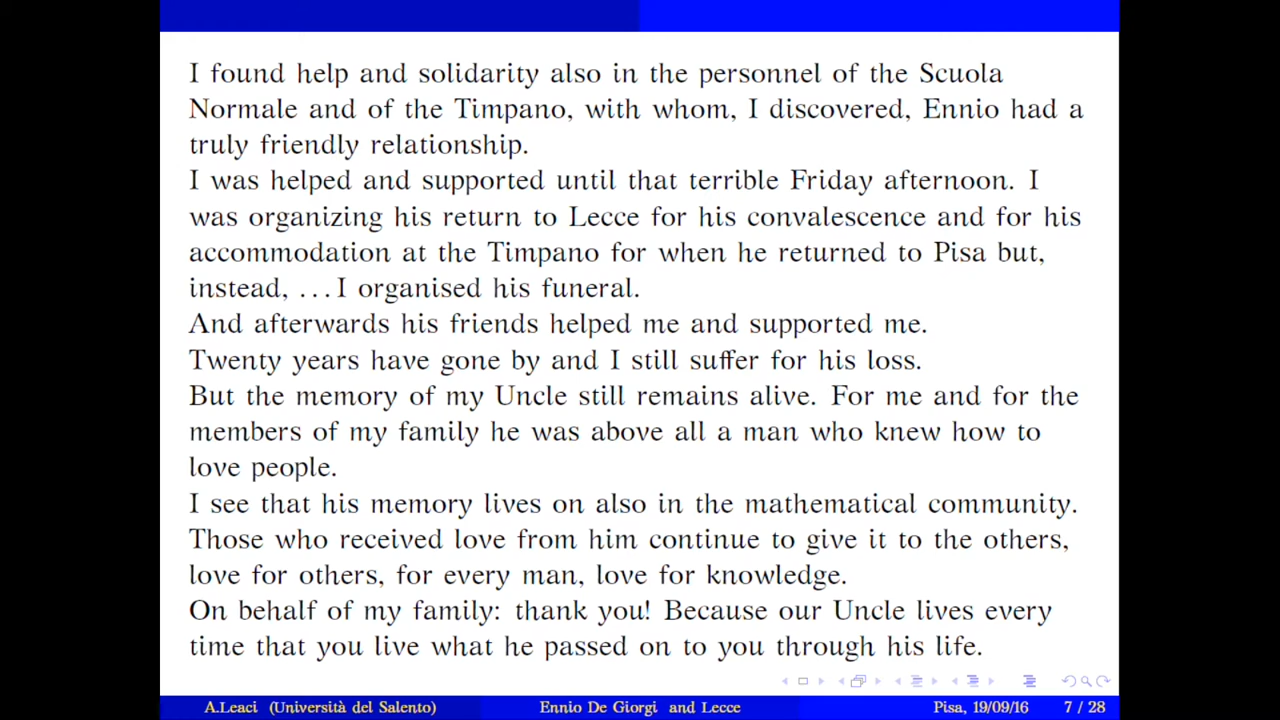 I found help and solidarity also in the personnel of the Scuola
Normale and of the Timpano, with whom, I discovered, Ennio had a
truly friendly relationship.
I was helped and supported until that terrible Friday afternoon. I
was organizing his return to Lecce for his convalescence and for his
accommodation at the Timpano for when he returned to Pisa but,
instead, ...I organised his funeral.
And afterwards his friends helped me and supported me.
Twenty years have gone by and I still suffer for his loss.
But the memory of my Uncle still remains alive. For me and for the
members of my family he was above all a man who knew how to
love people.
I see that his memory lives on also in the mathematical community.
Those who received love from him continue to give it to the others,
love for others, for every man, love for knowledge.
On behalf of my family: thank you! Because our Uncle lives every
time that you live what he passed on to you through his life.
A.Leaci (Università del Salento) Ennio De Giorgi and Lecce Pisa, 19/09/16 7 / 28